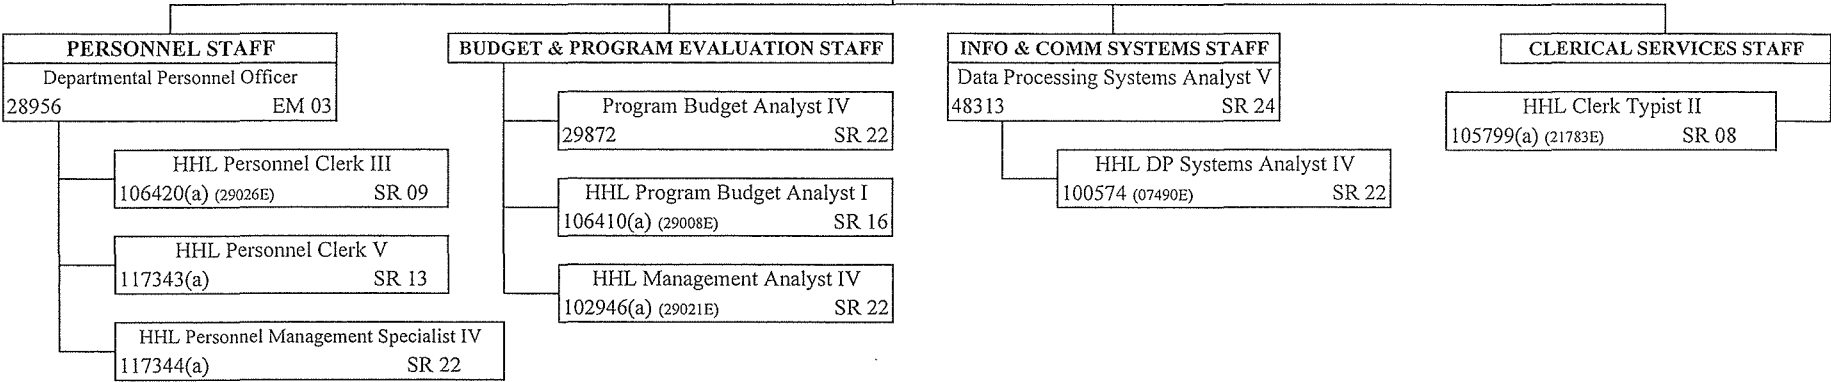 PERSONNEL STAFF
Departmental Personnel Officer
28956 EM 03
HHL Personnel Clerk III
106420(a) (29026E) SR 09
HHL Personnel Clerk V
117343(a) SR 13
HHL Personnel Management Specialist IV
117344(a) SR 22
BUDGET & PROGRAM EVALUATION STAFF
Program Budget Analyst IV
29872 SR 22
HHL Program Budget Analyst I
106410(a) (29008E) SR 16
HHL Management Analyst IV
102946(a) (29021E) SR 22
INFO & COMM SYSTEMS STAFF
Data Processing Systems Analyst V
48313 SR 24
HHL DP Systems Analyst IV
100574 (07490E) SR 22
CLERICAL SERVICES STAFF
HHL Clerk Typist II
105799(a) (21783E) SR 08